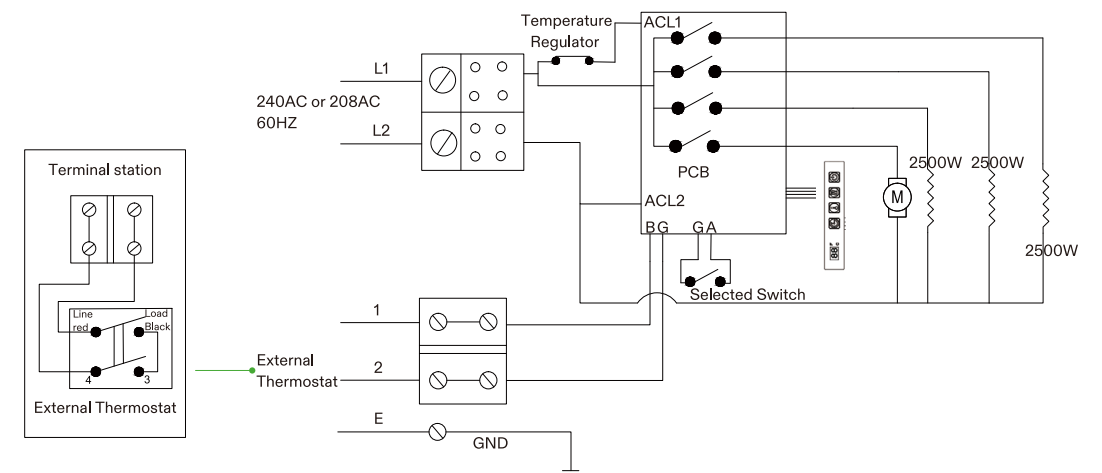 Temperature
Regulator
ACL1
L1
240AC or 208AC
60HZ
L2
PCB
ACL2
BG
GA
Selected Switch
M
2500W
2500W
2500W
Terminal station
Line
red
Load
Black
4
3
External Thermostat
External
Thermostat
1
2
E
GND